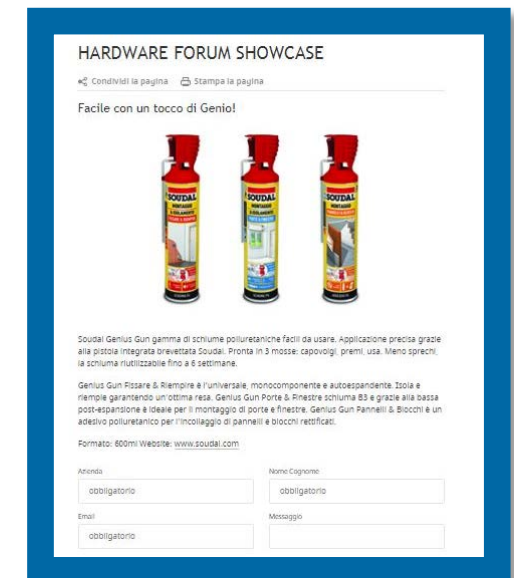 HARDWARE FORUM SHOWCASE
Condividi la pagina Stampa la pagina
Facile con un tocco di Genio!
SOUDAL SOUDAL SOUDAL
MONTAGGIO MONTAGGIO
& ISOLAMENTO & ISOLAMENTO
Soudal Genius Gun gamma di schiume poliuretaniche facili da usare. Applicazione precisa grazie
alla pistola integrata brevettata Soudal. Pronta in 3 mosse: capovolgi, premi, usa. Meno sprechi,
la schiuma riutilizzabile fino a 6 settimane.
Genius Gun Fissare & Riempire è l'universale, monocomponente e autoespandente. Isola e
riempie garantendo un'ottima resa. Genius Gun Porte & Finestre schiuma B3 e grazie alla bassa
post-espansione è ideale per il montaggio di porte e finestre. Genius Gun Pannelli & Blocchi è un
adesivo poliuretanico per l'incollaggio di pannelli e blocchi rettificati.
Formato: 600ml Website: www.soudal.com
Azienda Nome Cognome
obbligatorio obbligatorio
Email Messaggio
obbligatorio